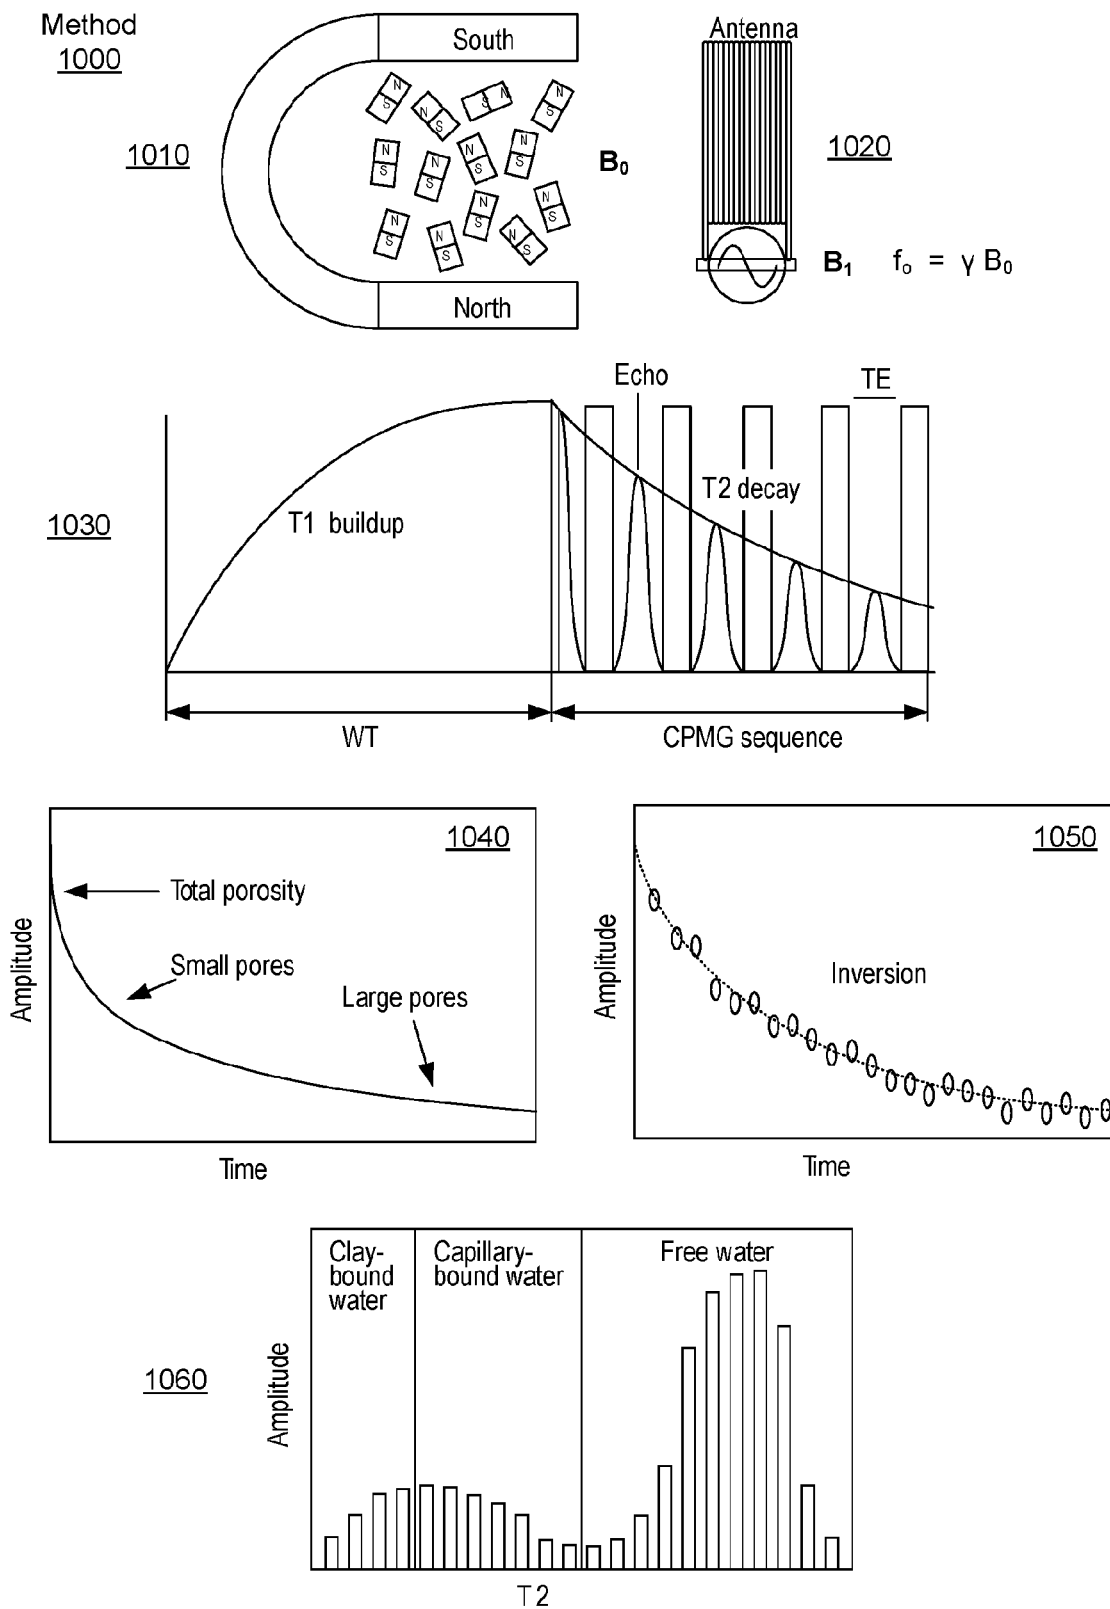 Method
1000
South
Antenna
1010
N
S
N
S
N
S
N
S
N
S
N
S
N
S
N
S
N
S
N
S
N
S
N
S
N
S
B0
1020
North
B1 fo = γ B0
Echo
TE
T2 decay
T1 buildup
1030
WT
CPMG sequence
1040
Total porosity
Small pores
Large pores
Amplitude
Time
1050
Inversion
Amplitude
Time
Clay-
bound
water
Capillary-
bound water
Free water
1060
Amplitude
T2